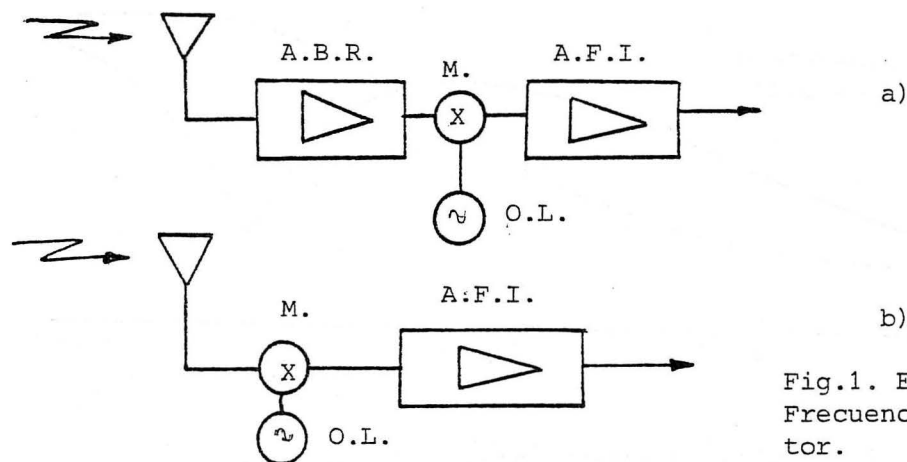 A.B.R.
M.
A.F.I.
a)
X
O.L.
A.F.I.
M.
b)
X
O.L.
Fig.1. E
Frecuenc
tor.